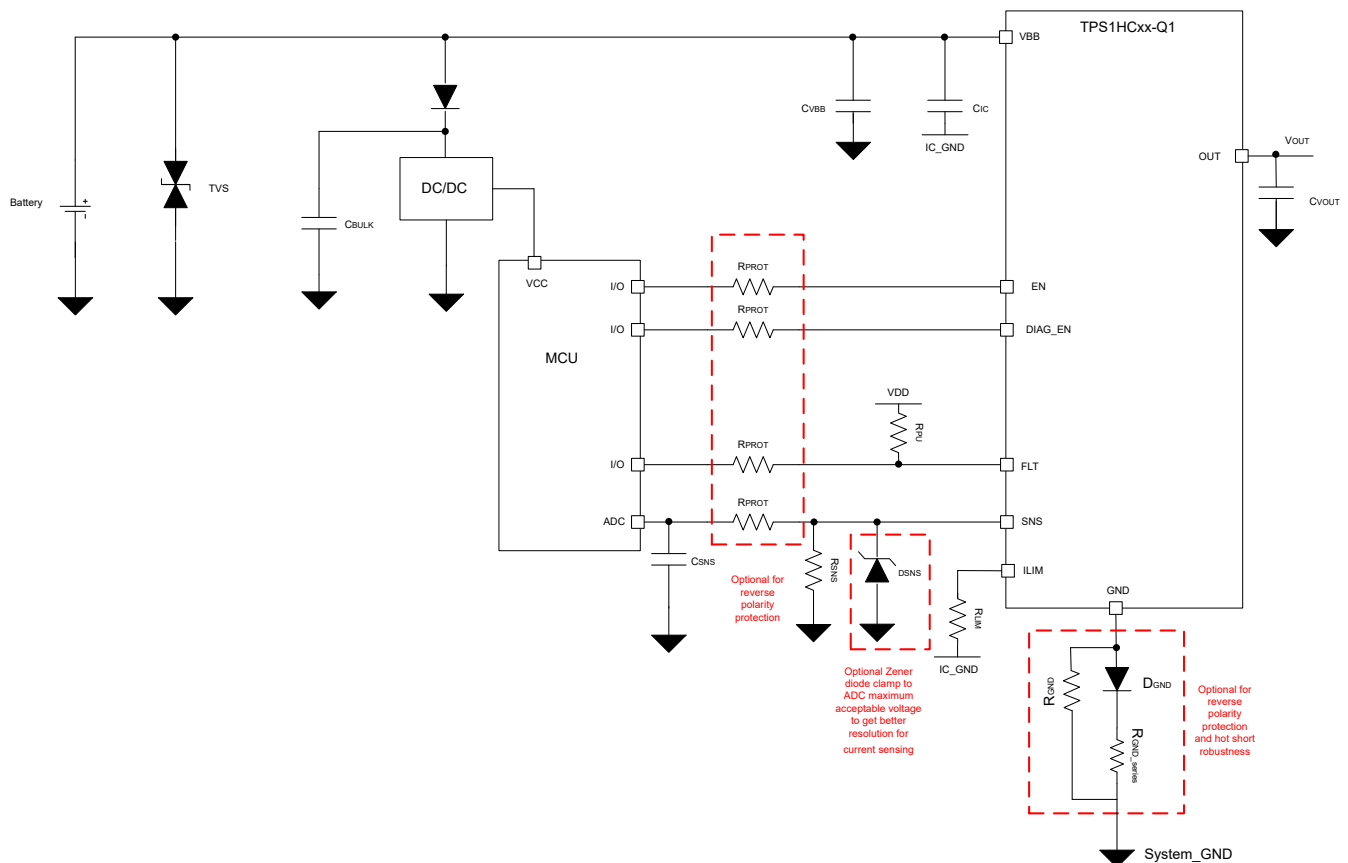 TPS1HCxx-Q1
VBB
CVBB
CIC
IC_GND
OUT
VOUT
CVOUT
Battery
+
-
TVS
DC/DC
CBULK
VCC
MCU
I/O
RPROT
EN
I/O
RPROT
DIAG_EN
VDD
RPU
I/O
RPROT
FLT
ADC
RPROT
SNS
CSNS
Optional for
reverse
polarity
protection
RSNS
DSNS
ILIM
RLIM
IC_GND
Optional Zener
diode clamp to
ADC maximum
acceptable voltage
to get better
resolution for
current sensing
GND
RGND
DGND
RGND_series
Optional for
reverse
polarity
protection
and hot short
robustness
System_GND